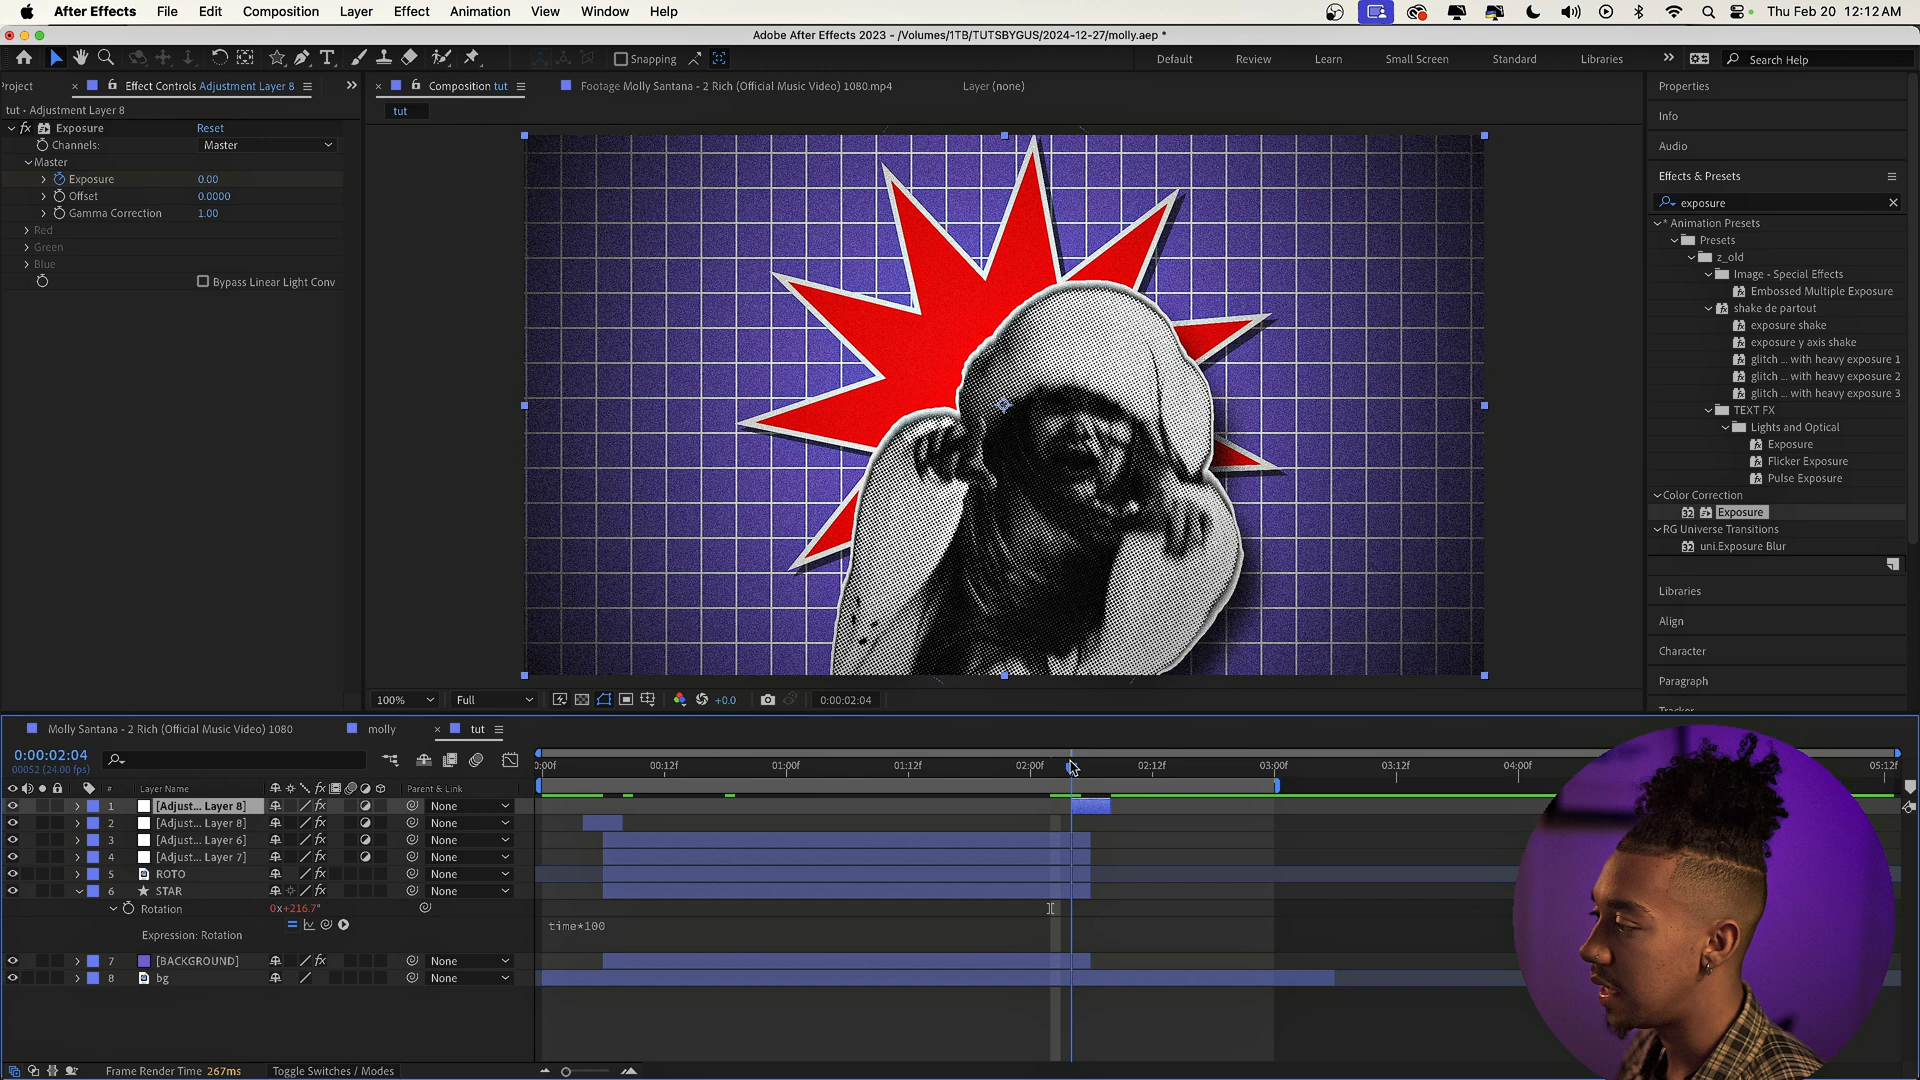 After Effects File Edit Composition Layer Effect Animation View Window Help Thu Feb 20 12:12 AM
Adobe After Effects 2023 - /Volumes/1TB/TUTSBYGUS/2024-12-27/molly.aep *
Snapping Default Review Learn Small Screen Standard Libraries Search Help
Project Effect Controls Adjustment Layer 8 Composition tut Footage Molly Santana - 2 Rich (Official Music Video) 1080.mp4 Layer (none) Properties
tut • Adjustment Layer 8 tut Info
fx Exposure Reset
Channels: Master Audio
Master
Exposure 0.00 Effects & Presets
Offset 0.0000 exposure
Gamma Correction 1.00 * Animation Presets
Red Presets
Green z_old
Blue Image - Special Effects
Bypass Linear Light Conv Embossed Multiple Exposure
shake de partout
exposure shake
exposure y axis shake
glitch ... with heavy exposure 1
glitch ... with heavy exposure 2
glitch ... with heavy exposure 3
TEXT FX
Lights and Optical
Exposure
Flicker Exposure
Pulse Exposure
Color Correction
32 Exposure
RG Universe Transitions
32 uni.Exposure Blur
Libraries
Align
Character
Paragraph
100% Full +0.0 0:00:02:04
Molly Santana - 2 Rich (Official Music Video) 1080 molly tut
0:00:02:04
00052 (24.00 fps) :00f 00:12f 01:00f 01:12f 02:00f 02:12f 03:00f 03:12f 04:00f 05:12f
# Layer Name Parent & Link
1 [Adjust... Layer 8] fx None
2 [Adjust... Layer 8] fx None
3 [Adjust... Layer 6] fx None
4 [Adjust... Layer 7] fx None
5 ROTO fx None
6 STAR fx None
Rotation 0x+216.7°
Expression: Rotation time*100
7 [BACKGROUND] fx None
8 bg None
Frame Render Time 267ms Toggle Switches / Modes